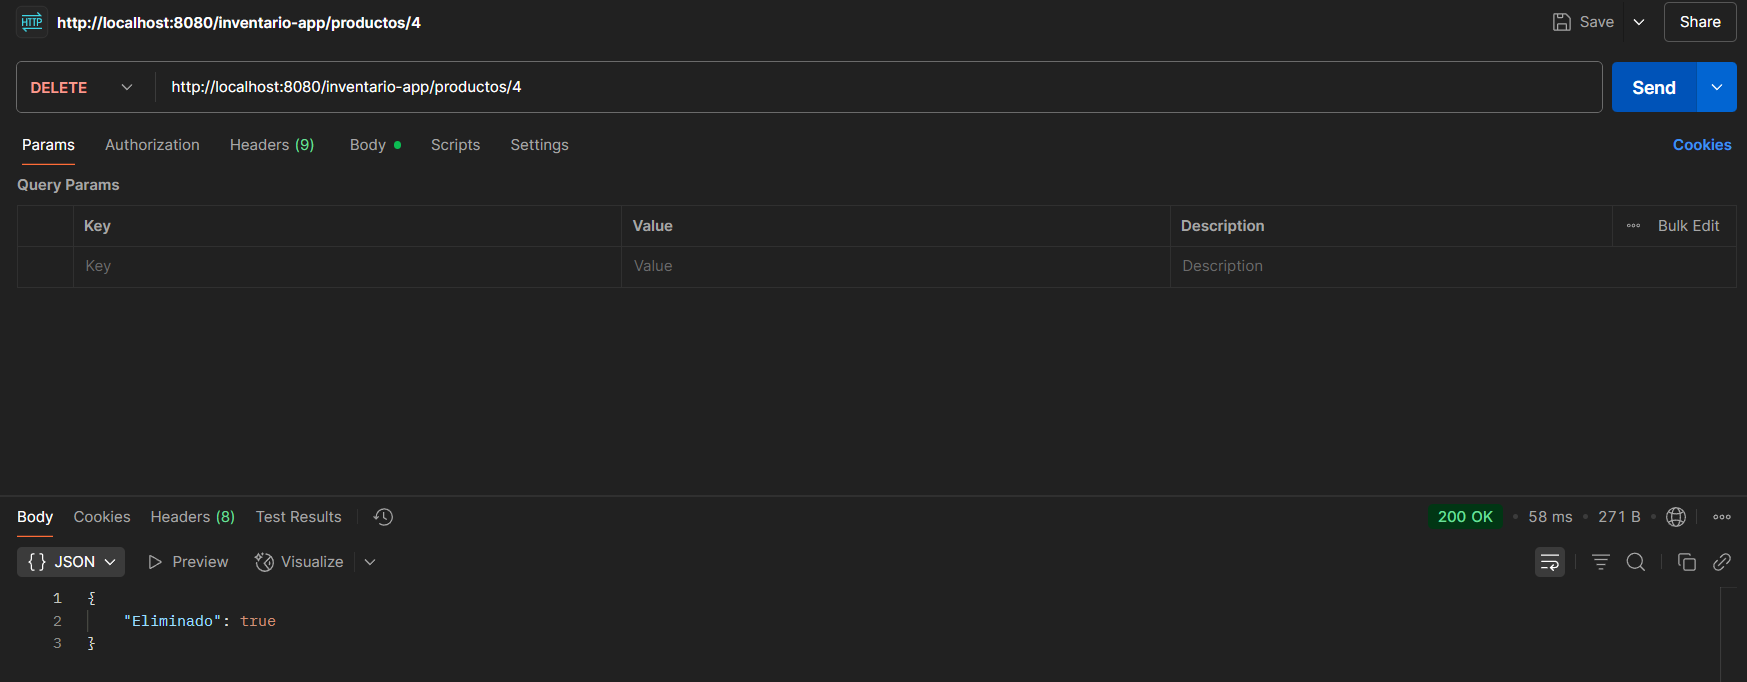 HTTP http://localhost:8080/inventario-app/productos/4 Save Share
DELETE http://localhost:8080/inventario-app/productos/4 Send
Params Authorization Headers (9) Body Scripts Settings Cookies
Query Params
Key Value Description Bulk Edit
Key Value Description
Body Cookies Headers (8) Test Results 200 OK 58 ms 271 B
{} JSON Preview Visualize
1 {
2 "Eliminado": true
3 }